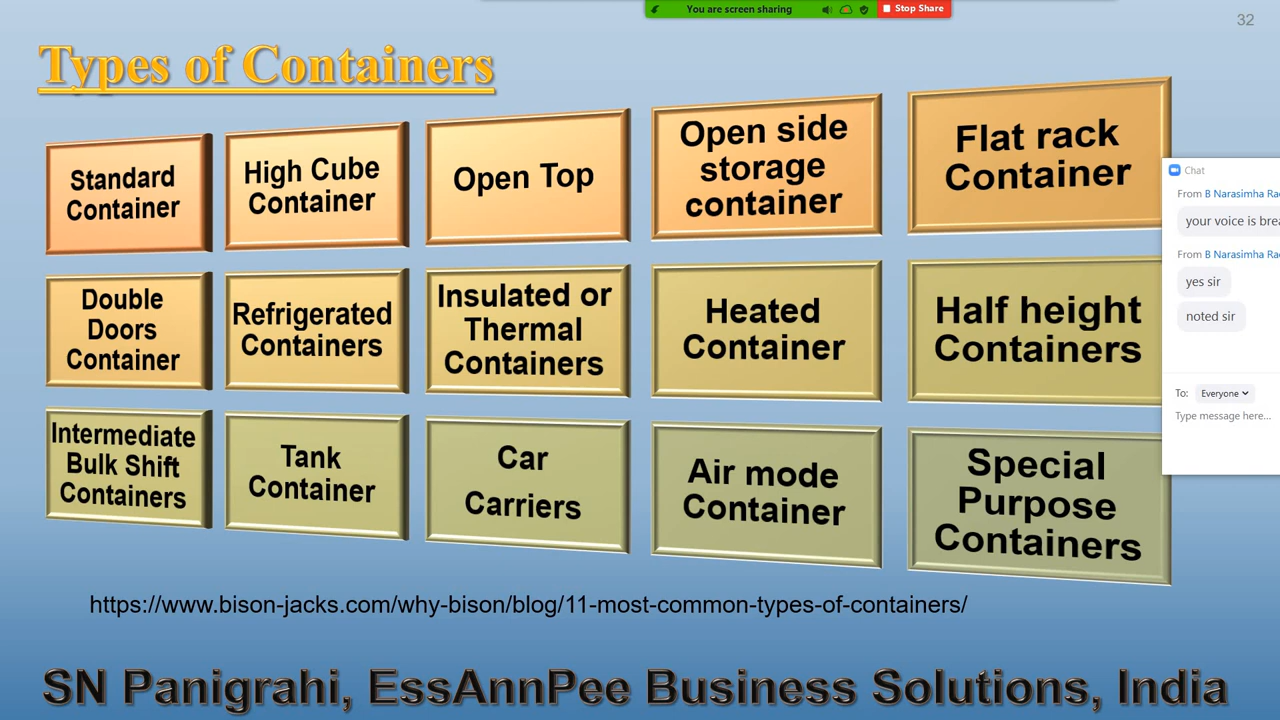 You are screen sharing
Stop Share
32
Types of Containers
Standard
Container
High Cube
Container
Open Top
Open side
storage
container
Flat rack
Container
Double
Doors
Container
Refrigerated
Containers
Insulated or
Thermal
Containers
Heated
Container
Half height
Containers
Intermediate
Bulk Shift
Containers
Tank
Container
Car
Carriers
Air mode
Container
Special
Purpose
Containers
https://www.bison-jacks.com/why-bison/blog/11-most-common-types-of-containers/
SN Panigrahi, EssAnnPee Business Solutions, India
Chat
From B Narasimha
your voice is
From B Narasimha
yes sir
noted sir
To: Everyone
Type message here...